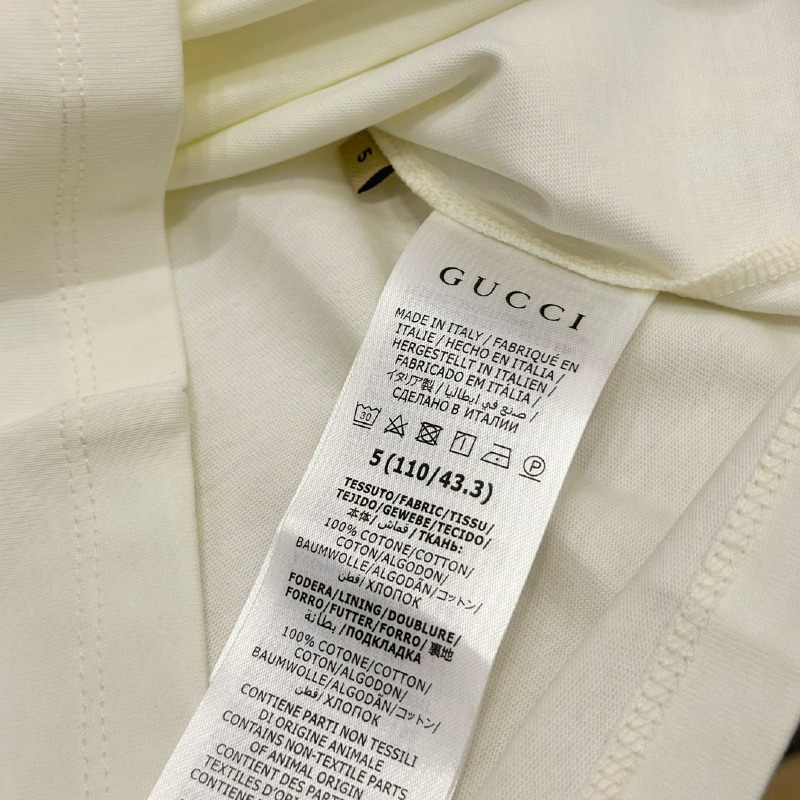 5
GUCCI
MADE IN ITALY / FABRIQUÉ EN
ITALIE / HECHO EN ITALIA /
HERGESTELLT IN ITALIEN /
FABRICADO EM ITÁLIA /
イタリア製 / صنع في ايطاليا /
СДЕЛАНО В ИТАЛИИ
30
P
5 (110/43.3)
TESSUTO/FABRIC/TISSU/
TEJIDO/GEWEBE/TECIDO/
本体/ قماش /ТКАНЬ:
100% COTONE/COTTON/
COTON/ALGODON/
BAUMWOLLE/ALGODÃO/コットン/
قطن/ХЛОПОК
FODERA/LINING/DOUBLURE/
FORRO/FUTTER/FORRO/裏地
/بطانة /ПОДКЛАДКА
100% COTONE/COTTON/
COTON/ALGODON/
BAUMWOLLE/ALGODÃO/コットン/
قطن/ХЛОПОК
CONTIENE PARTI NON TESSILI
DI ORIGINE ANIMALE
CONTAINS NON-TEXTILE PARTS
OF ANIMAL ORIGIN
CONTIENT DES PARTIES
TEXTILES D'ORIG
CONTIENE